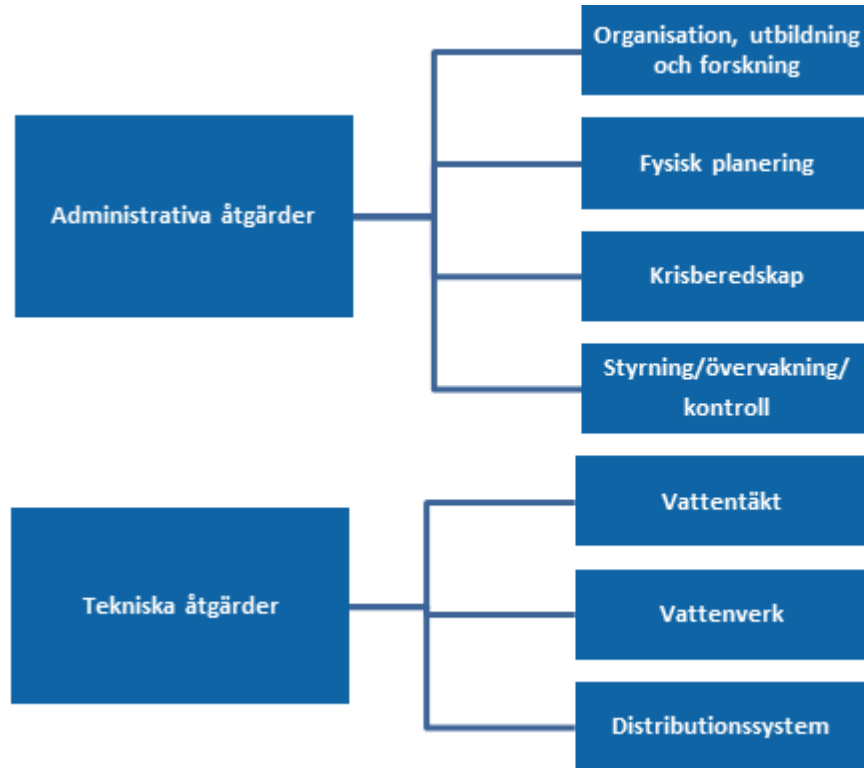 Administrativa åtgärder
Organisation, utbildning
och forskning
Fysisk planering
Krisberedskap
Styrning/övervakning/
kontroll
Tekniska åtgärder
Vattentäkt
Vattenverk
Distributionssystem